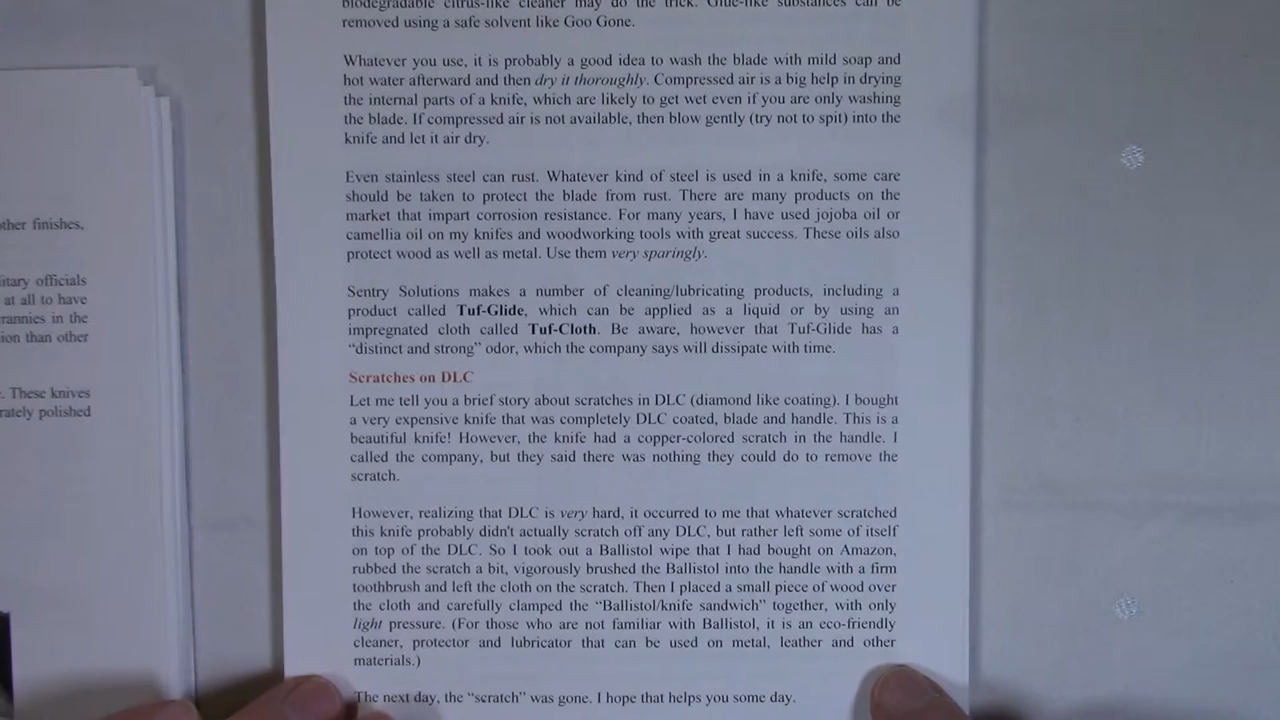 biodegradable citrus-like cleaner may do the trick. Glue-like substances can be
removed using a safe solvent like Goo Gone.
Whatever you use, it is probably a good idea to wash the blade with mild soap and
hot water afterward and then dry it thoroughly. Compressed air is a big help in drying
the internal parts of a knife, which are likely to get wet even if you are only washing
the blade. If compressed air is not available, then blow gently (try not to spit) into the
knife and let it air dry.
Even stainless steel can rust. Whatever kind of steel is used in a knife, some care
should be taken to protect the blade from rust. There are many products on the
market that impart corrosion resistance. For many years, I have used jojoba oil or
camellia oil on my knifes and woodworking tools with great success. These oils also
protect wood as well as metal. Use them very sparingly.
Sentry Solutions makes a number of cleaning/lubricating products, including a
product called Tuf-Glide, which can be applied as a liquid or by using an
impregnated cloth called Tuf-Cloth. Be aware, however that Tuf-Glide has a
“distinct and strong” odor, which the company says will dissipate with time.
Scratches on DLC
Let me tell you a brief story about scratches in DLC (diamond like coating). I bought
a very expensive knife that was completely DLC coated, blade and handle. This is a
beautiful knife! However, the knife had a copper-colored scratch in the handle. I
called the company, but they said there was nothing they could do to remove the
scratch.
However, realizing that DLC is very hard, it occurred to me that whatever scratched
this knife probably didn't actually scratch off any DLC, but rather left some of itself
on top of the DLC. So I took out a Ballistol wipe that I had bought on Amazon,
rubbed the scratch a bit, vigorously brushed the Ballistol into the handle with a firm
toothbrush and left the cloth on the scratch. Then I placed a small piece of wood over
the cloth and carefully clamped the “Ballistol/knife sandwich” together, with only
light pressure. (For those who are not familiar with Ballistol, it is an eco-friendly
cleaner, protector and lubricator that can be used on metal, leather and other
materials.)
The next day, the “scratch” was gone. I hope that helps you some day.
other finishes,
itary officials
at all to have
rannies in the
ion than other
. These knives
rately polished